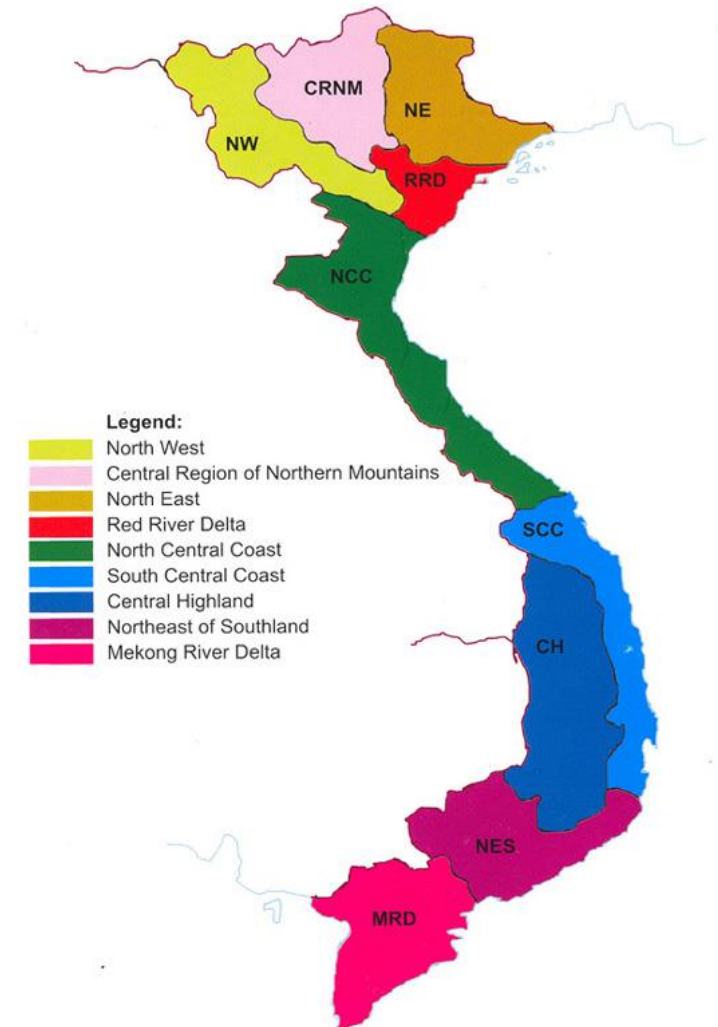 CRNM
NE
NW
RRD
NCC
Legend:
North West
Central Region of Northern Mountains
North East
Red River Delta
North Central Coast
South Central Coast
Central Highland
Northeast of Southland
Mekong River Delta
SCC
CH
NES
MRD